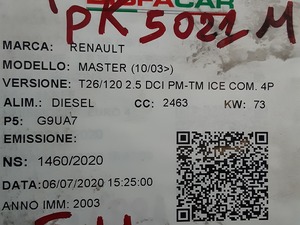 PK 5021 M
MARCA: RENAULT
MODELLO: MASTER (10/03>)
VERSIONE: T26/120 2.5 DCI PM-TM ICE COM. 4P
ALIM.: DIESEL CC: 2463 KW: 73
P5: G9UA7
EMISSIONE:
NS: 1460/2020
DATA:06/07/2020 15:25:00
ANNO IMM: 2003